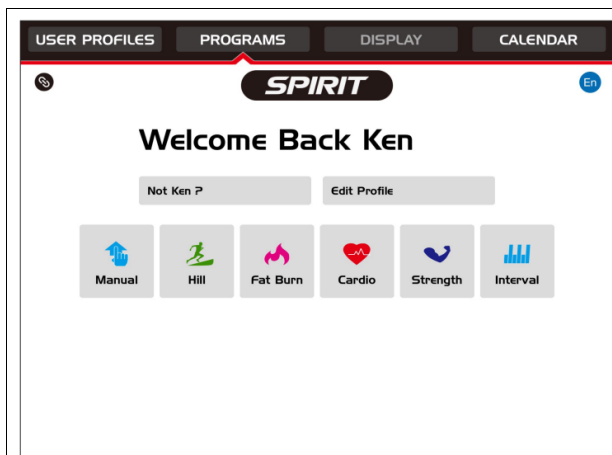 USER PROFILES PROGRAMS DISPLAY CALENDAR
SPIRIT En
Welcome Back Ken
Not Ken ? Edit Profile
Manual Hill Fat Burn Cardio Strength Interval